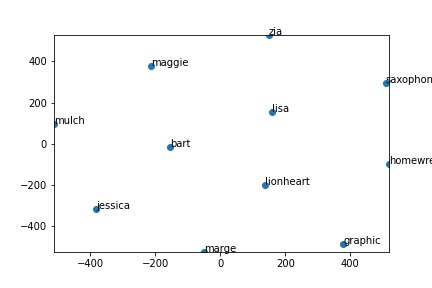 zia
400
maggie
saxophon
200
lisa
mulch
0
bart
homewre
−200
lionheart
jessica
−400
graphic
marge
−400
−200
0
200
400